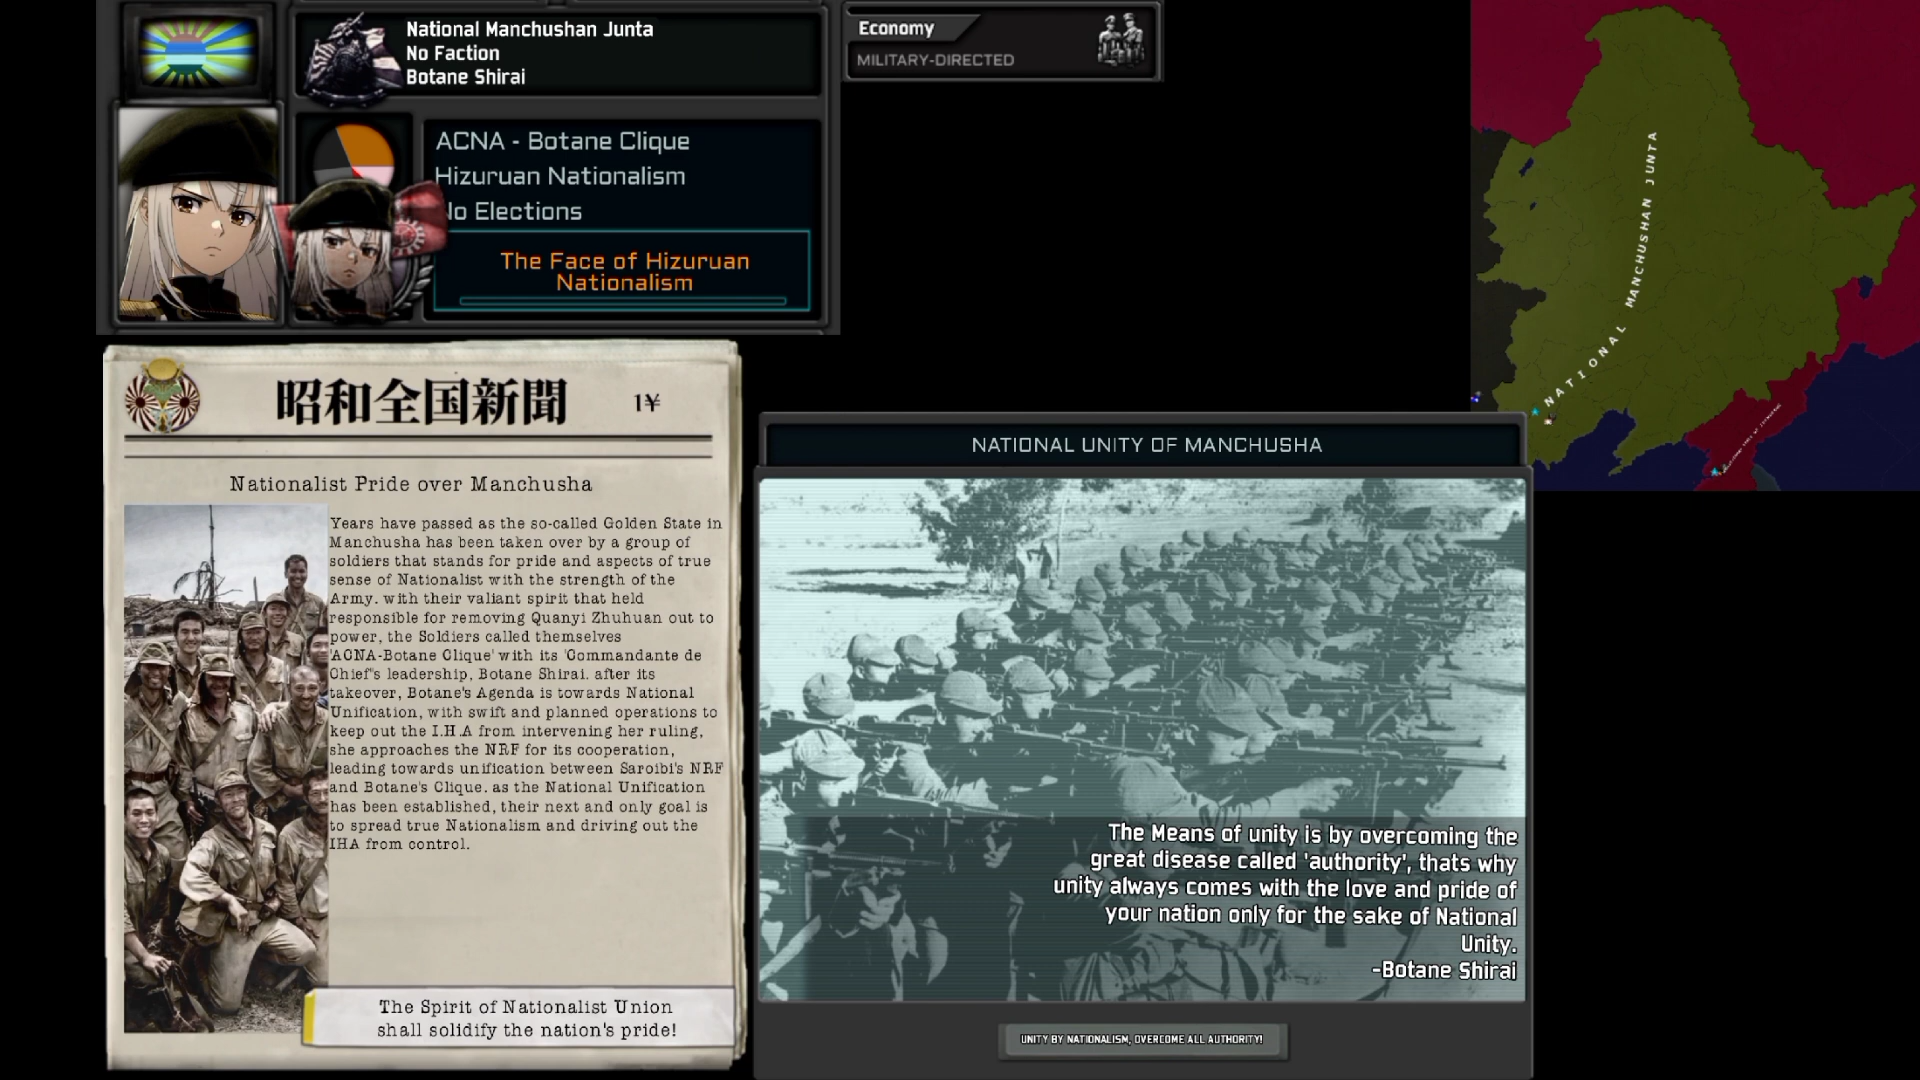 National Manchushan Junta
No Faction
Botane Shirai
Economy
MILITARY-DIRECTED
ACNA - Botane Clique
Hizuruan Nationalism
No Elections
The Face of Hizuruan
Nationalism
NATIONAL MANCHUSHAN JUNTA
昭和全国新聞
1¥
Nationalist Pride over Manchusha
Years have passed as the so-called Golden State in
Manchusha has been taken over by a group of
soldiers that stands for pride and aspects of true
sense of Nationalist with the strength of the
Army. with their valiant spirit that held
responsible for removing Quanyi Zhuhuan out to
power, the Soldiers called themselves
'ACNA-Botane Clique' with its 'Commandante de
Chief's leadership, Botane Shirai. after its
takeover, Botane's Agenda is towards National
Unification, with swift and planned operations to
keep out the I.H.A from intervening her ruling,
she approaches the NRF for its cooperation,
leading towards unification between Saroibi's NRF
and Botane's Clique. as the National Unification
has been established, their next and only goal is
to spread true Nationalism and driving out the
IHA from control.
The Spirit of Nationalist Union
shall solidify the nation's pride!
NATIONAL UNITY OF MANCHUSHA
The Means of unity is by overcoming the
great disease called 'authority', thats why
unity always comes with the love and pride of
your nation only for the sake of National
Unity.
-Botane Shirai
UNITY BY NATIONALISM, OVERCOME ALL AUTHORITY!